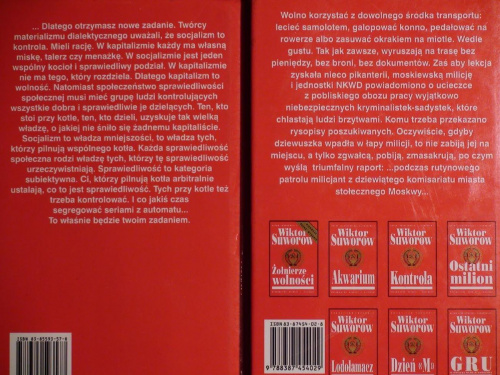 ... Dlatego otrzymasz nowe zadanie. Twórcy
materializmu dialektycznego uważali, że socjalizm to
kontrola. Mieli rację. W kapitalizmie każdy ma własną
miskę, talerz czy menażkę. W socjalizmie jest jeden
wspólny kocioł i sprawiedliwy podział. W kapitalizmie
nie ma tego, który rozdziela. Dlatego kapitalizm to
wolność. Natomiast społeczeństwo sprawiedliwości
społecznej musi mieć grupę ludzi kontrolujących
wszystkie dobra i sprawiedliwie je dzielących. Ten, kto
stoi przy kotle, ten, kto dzieli, uzyskuje tak wielką
władzę, o jakiej nie śniło się żadnemu kapitaliście.
Socjalizm to władza mniejszości, to władza tych,
którzy pilnują wspólnego kotła. Każda sprawiedliwość
społeczna rodzi władzę tych, którzy tę sprawiedliwość
urzeczywistniają. Sprawiedliwość to kategoria
subiektywna. Ci, którzy pilnują kotła arbitralnie
ustalają, co to jest sprawiedliwość. Tych przy kotle też
trzeba kontrolować. I co jakiś czas
segregować seriami z automatu...
To właśnie będzie twoim zadaniem.
Wolno korzystać z dowolnego środka transportu:
lecieć samolotem, galopować konno, pedałować na
rowerze albo zasuwać okrakiem na miotle. Wedle
gustu. Tak jak zawsze, wyruszają na trasę bez
pieniędzy, bez broni, bez dokumentów. Zaś aby lekcja
zyskała nieco pikanterii, moskiewską milicję
i jednostki NKWD powiadomiono o ucieczce
z pobliskiego obozu pracy wyjątkowo
niebezpiecznych kryminalistek-sadystek, które
chlastają ludzi brzytwami. Komu trzeba przekazano
rysopisy poszukiwanych. Oczywiście, gdyby
dziewuszka wpadła w łapy milicji, to nie zabiją jej na
miejscu, a tylko zgwałcą, pobiją, zmasakrują, po czym
wyślą triumfalny raport: ...podczas rutynowego
patrolu milicjant z dziewiątego komisariatu miasta
stołecznego Moskwy...
Wiktor Suworow
Żołnierze wolności
Wiktor Suworow
Akwarium
Wiktor Suworow
Kontrola
Wiktor Suworow
Ostatni milion
Wiktor Suworow
Lodołamacz
Wiktor Suworow
Dzień «M»
Wiktor Suworow
GRU
ISBN 83-87454-02-8
9 788387 454029